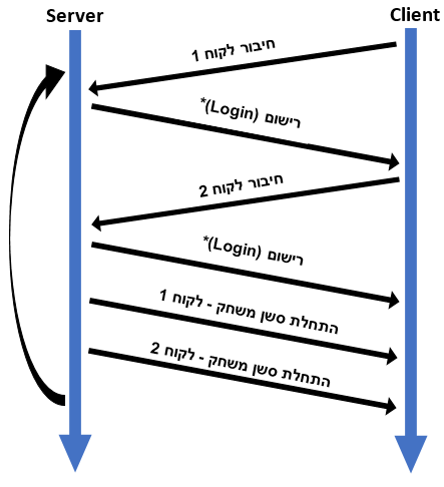 Server
Client
חיבור לקוח 1
רישום (Login)*
חיבור לקוח 2
רישום (Login)*
התחלת סשן משחק - לקוח 1
התחלת סשן משחק - לקוח 2